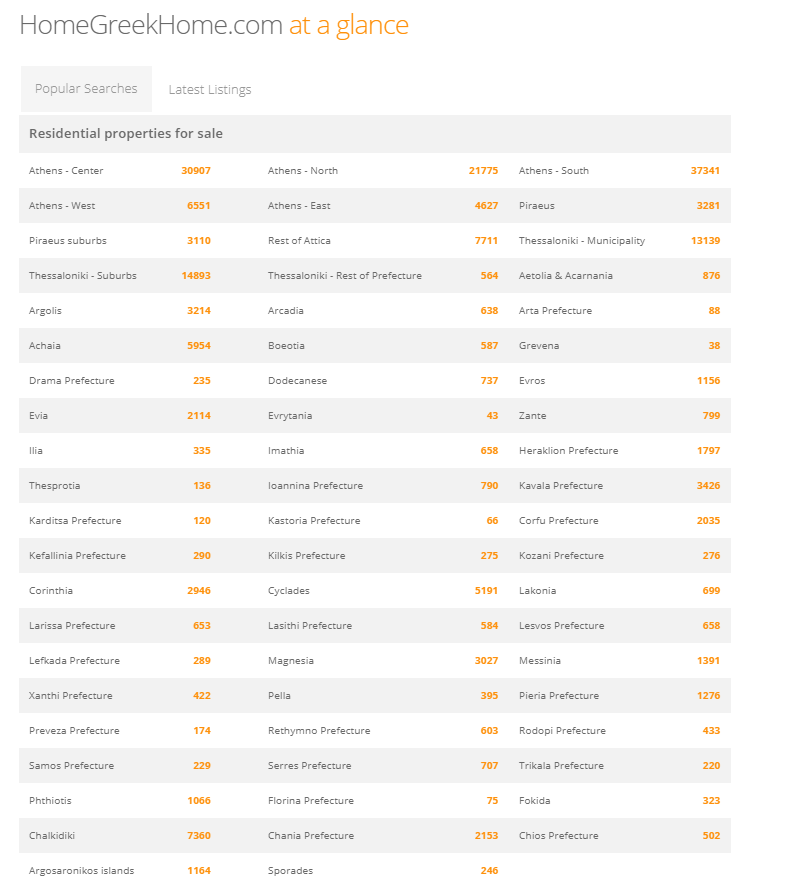 HomeGreekHome.com at a glance
Popular Searches Latest Listings
Residential properties for sale
Athens - Center 30907 Athens - North 21775 Athens - South 37341
Athens - West 6551 Athens - East 4627 Piraeus 3281
Piraeus suburbs 3110 Rest of Attica 7711 Thessaloniki - Municipality 13139
Thessaloniki - Suburbs 14893 Thessaloniki - Rest of Prefecture 564 Aetolia & Acarnania 876
Argolis 3214 Arcadia 638 Arta Prefecture 88
Achaia 5954 Boeotia 587 Grevena 38
Drama Prefecture 235 Dodecanese 737 Evros 1156
Evia 2114 Evrytania 43 Zante 799
Ilia 335 Imathia 658 Heraklion Prefecture 1797
Thesprotia 136 Ioannina Prefecture 790 Kavala Prefecture 3426
Karditsa Prefecture 120 Kastoria Prefecture 66 Corfu Prefecture 2035
Kefallinia Prefecture 290 Kilkis Prefecture 275 Kozani Prefecture 276
Corinthia 2946 Cyclades 5191 Lakonia 699
Larissa Prefecture 653 Lasithi Prefecture 584 Lesvos Prefecture 658
Lefkada Prefecture 289 Magnesia 3027 Messinia 1391
Xanthi Prefecture 422 Pella 395 Pieria Prefecture 1276
Preveza Prefecture 174 Rethymno Prefecture 603 Rodopi Prefecture 433
Samos Prefecture 229 Serres Prefecture 707 Trikala Prefecture 220
Phthiotis 1066 Florina Prefecture 75 Fokida 323
Chalkidiki 7360 Chania Prefecture 2153 Chios Prefecture 502
Argosaronikos islands 1164 Sporades 246